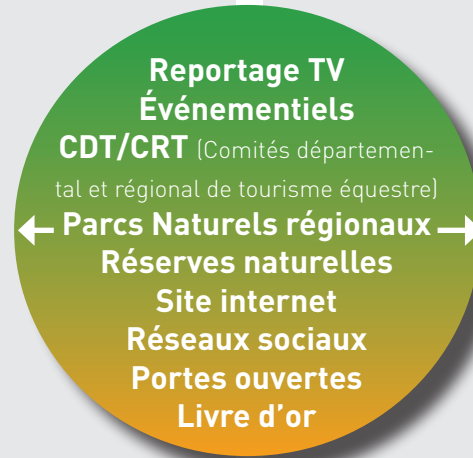 Reportage TV
Événementiels
CDT/CRT (Comités départemen-
tal et régional de tourisme équestre)
Parcs Naturels régionaux
Réserves naturelles
Site internet
Réseaux sociaux
Portes ouvertes
Livre d'or